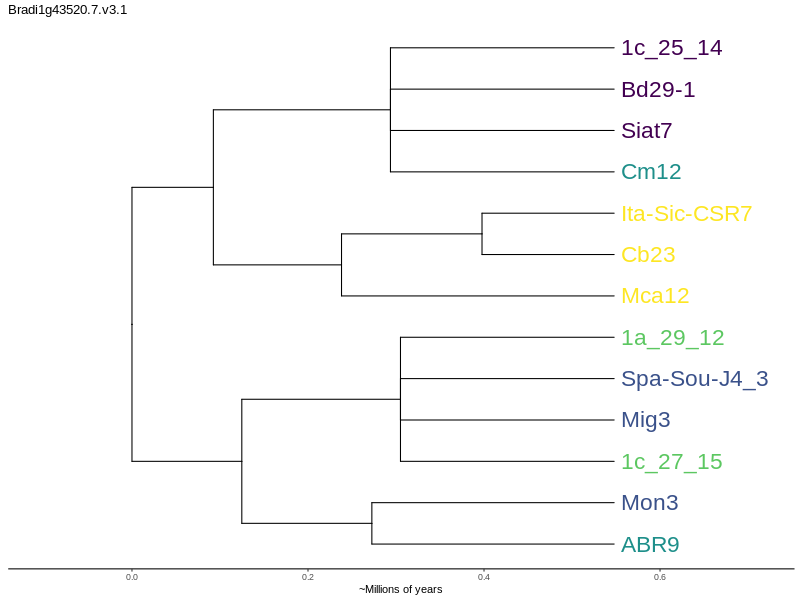 Bradi1g43520.7.v3.1
1c_25_14
Bd29-1
Siat7
Cm12
Ita-Sic-CSR7
Cb23
Mca12
1a_29_12
Spa-Sou-J4_3
Mig3
1c_27_15
Mon3
ABR9
0.0 0.2 0.4 0.6
~Millions of years